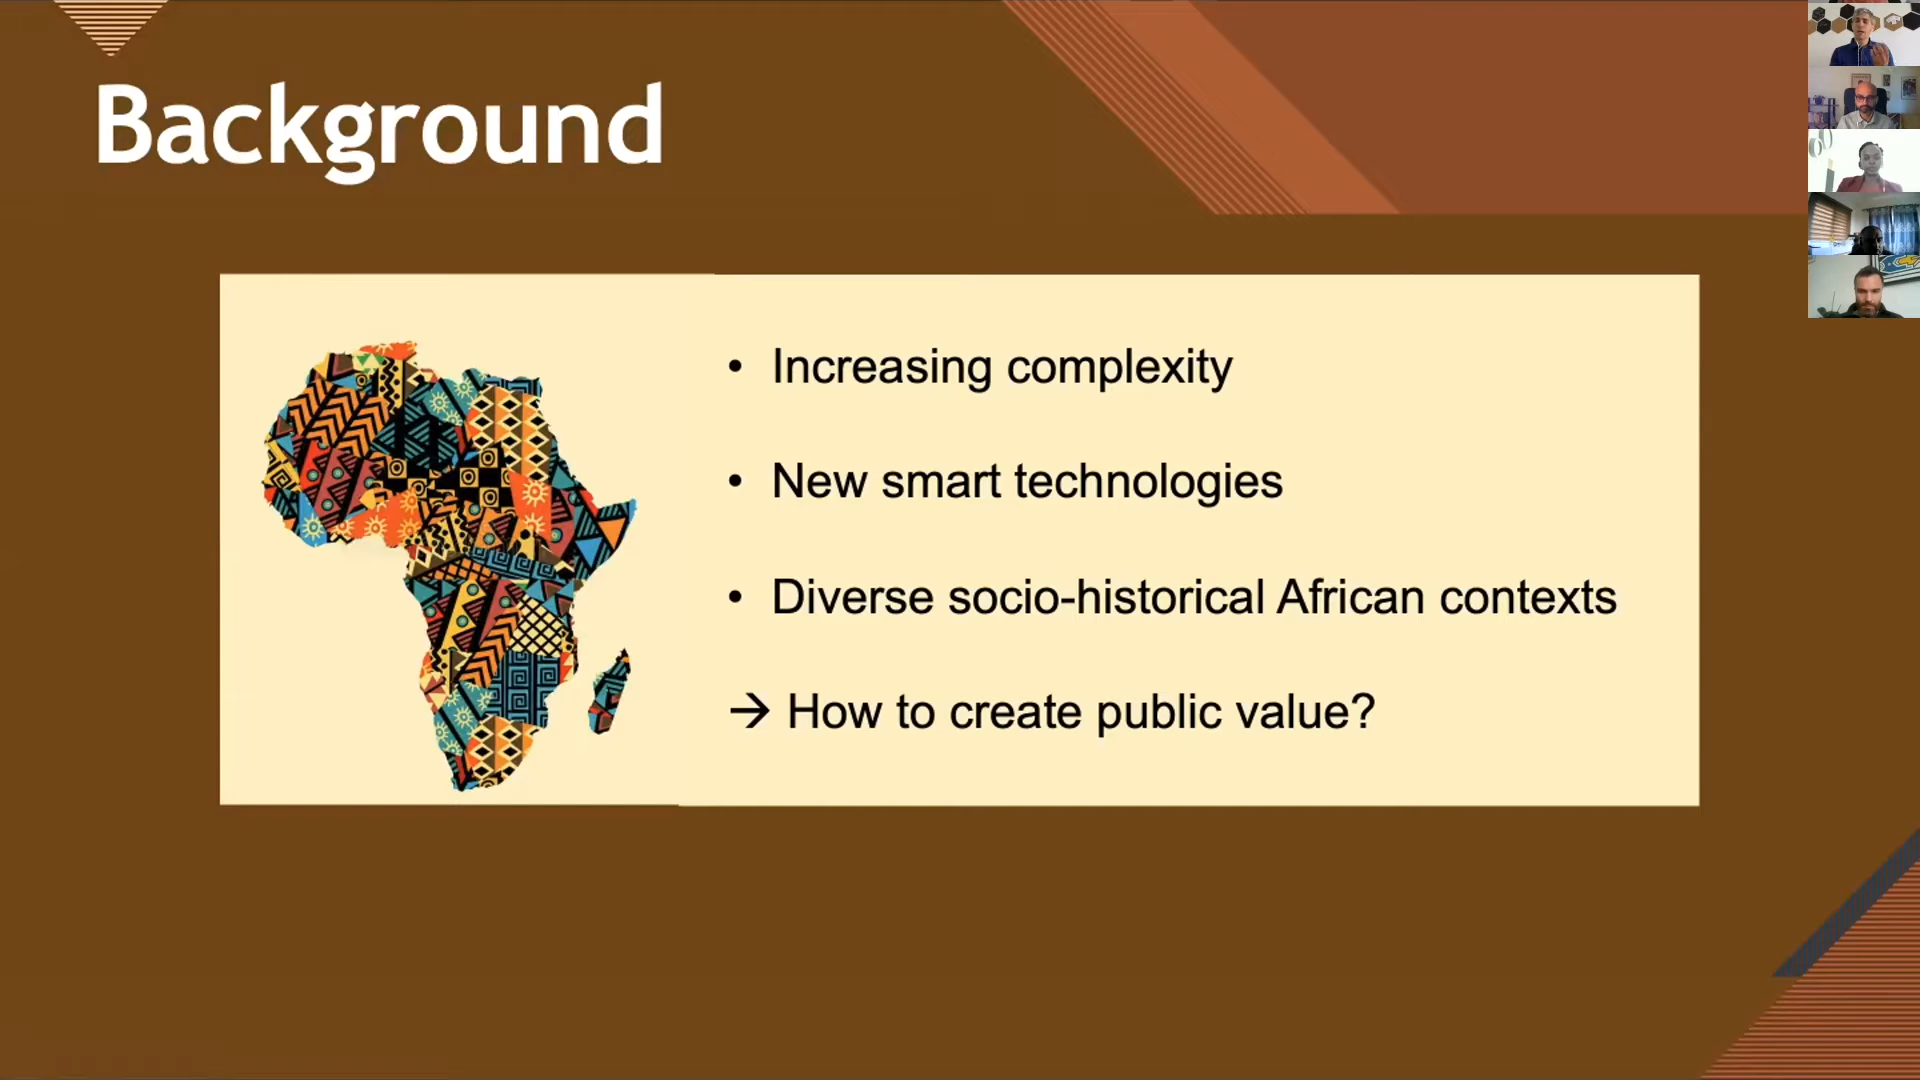 Background
• Increasing complexity
• New smart technologies
• Diverse socio-historical African contexts
→ How to create public value?